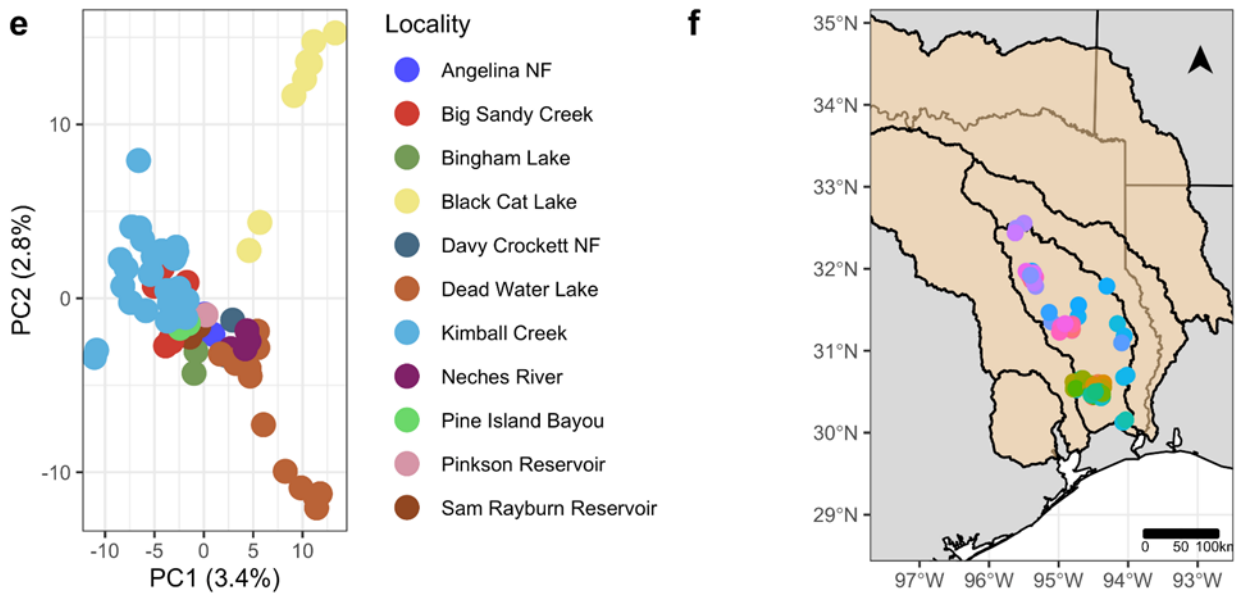 e
Locality
Angelina NF
Big Sandy Creek
Bingham Lake
Black Cat Lake
Davy Crockett NF
Dead Water Lake
Kimball Creek
Neches River
Pine Island Bayou
Pinkson Reservoir
Sam Rayburn Reservoir
PC2 (2.8%)
10
0
-10
-10 -5 0 5 10
PC1 (3.4%)
f
35°N
34°N
33°N
32°N
31°N
30°N
29°N
0 50 100km
97°W 96°W 95°W 94°W 93°W